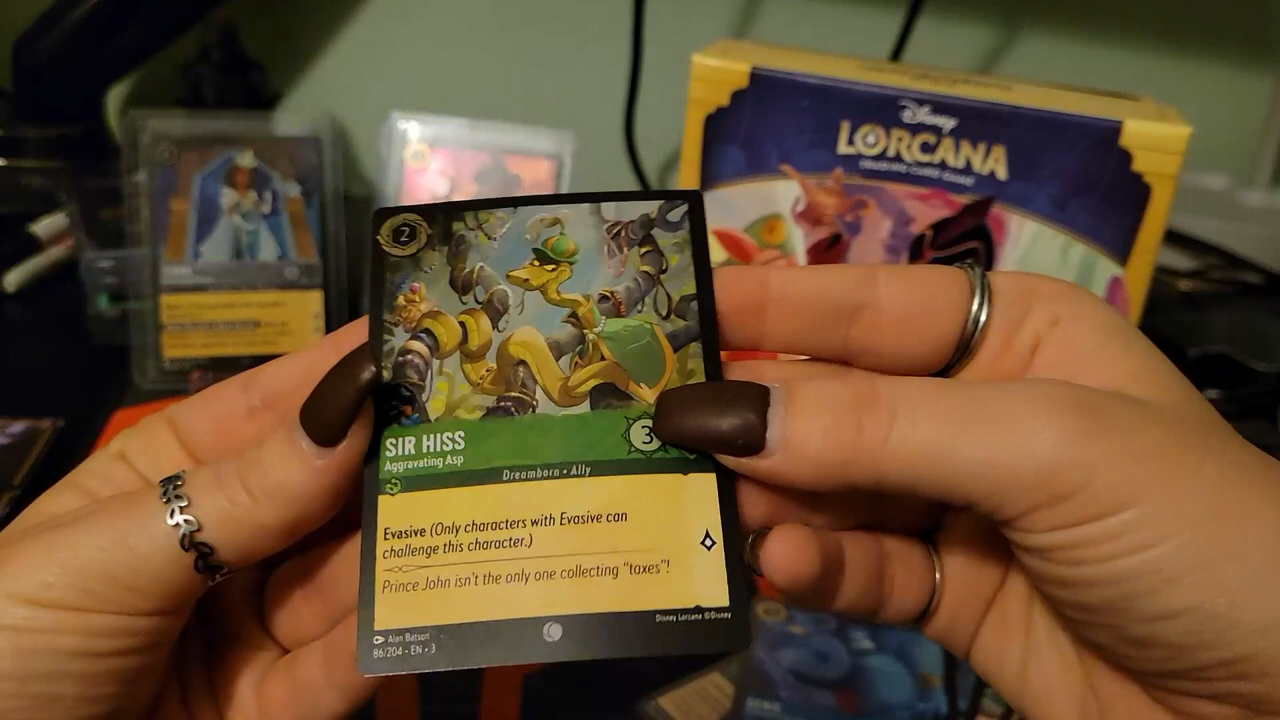 Disney
LORCANA
2
SIR HISS
Aggravating Asp
3
Dreamborn • Ally
Evasive (Only characters with Evasive can
challenge this character.)
Prince John isn't the only one collecting "taxes"!
Alan Batson
Disney Lorcana ©Disney
86/204 • EN • 3